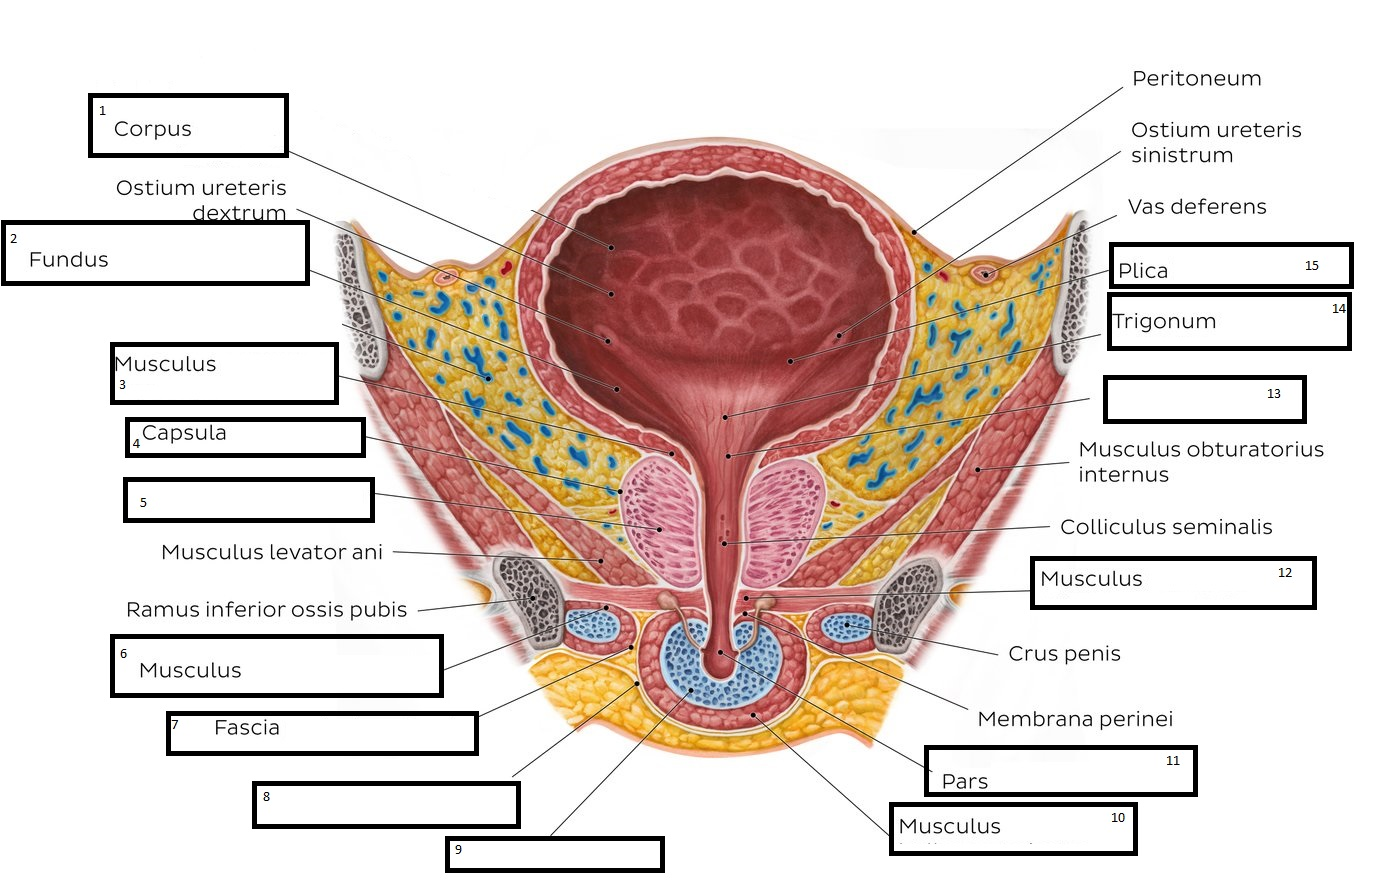 Peritoneum
1
Corpus
Ostium ureteris
sinistrum
Ostium ureteris
dextrum
Vas deferens
2
Fundus
Plica
15
Trigonum
14
Musculus
3
13
4
Capsula
Musculus obturatorius
internus
5
Colliculus seminalis
Musculus levator ani
Musculus
12
Ramus inferior ossis pubis
6
Musculus
Crus penis
7
Fascia
Membrana perinei
11
Pars
8
10
Musculus
9